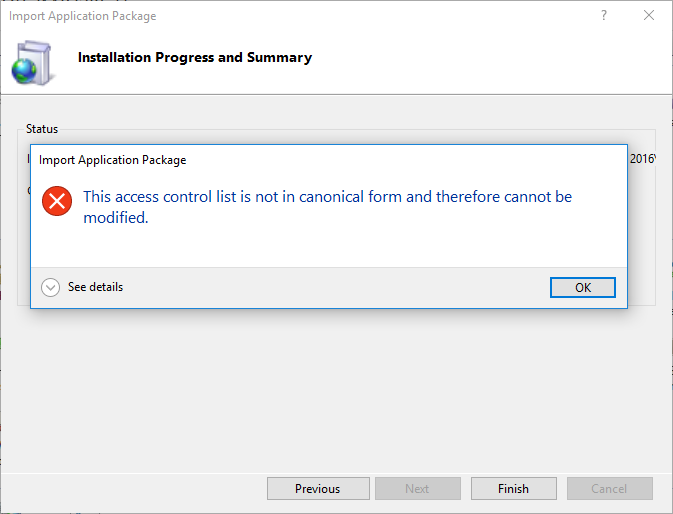 Import Application Package
?
Installation Progress and Summary
Status
2016\
Import Application Package
This access control list is not in canonical form and therefore cannot be
modified.
See details
OK
Previous
Next
Finish
Cancel